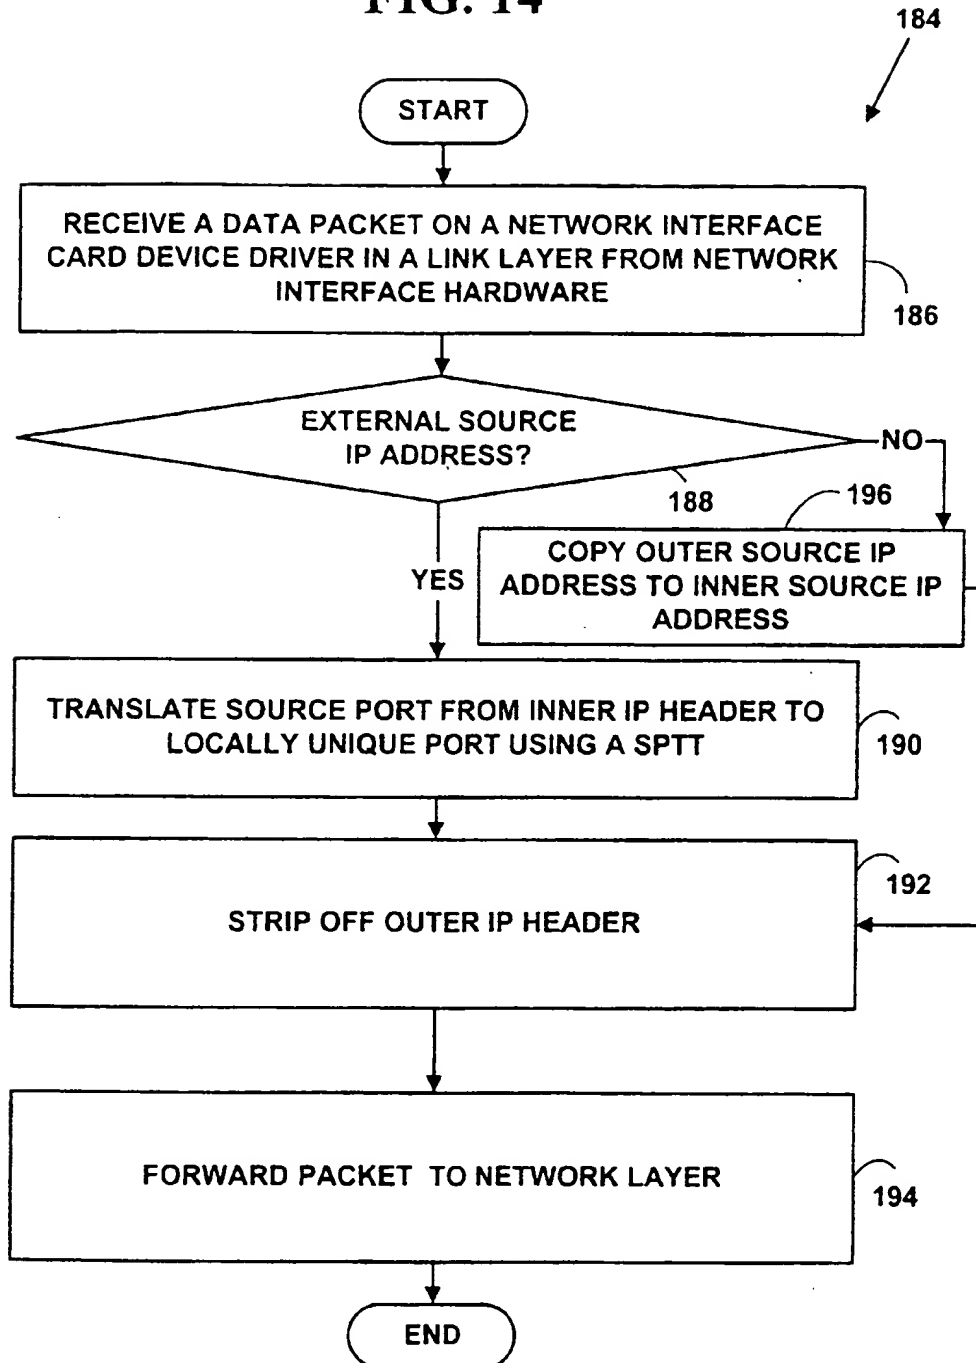 FIG. 14
184
START
RECEIVE A DATA PACKET ON A NETWORK INTERFACE
CARD DEVICE DRIVER IN A LINK LAYER FROM NETWORK
INTERFACE HARDWARE
186
EXTERNAL SOURCE
IP ADDRESS?
NO
188
196
COPY OUTER SOURCE IP
ADDRESS TO INNER SOURCE IP
ADDRESS
YES
TRANSLATE SOURCE PORT FROM INNER IP HEADER TO
LOCALLY UNIQUE PORT USING A SPTT
190
192
STRIP OFF OUTER IP HEADER
FORWARD PACKET TO NETWORK LAYER
194
END